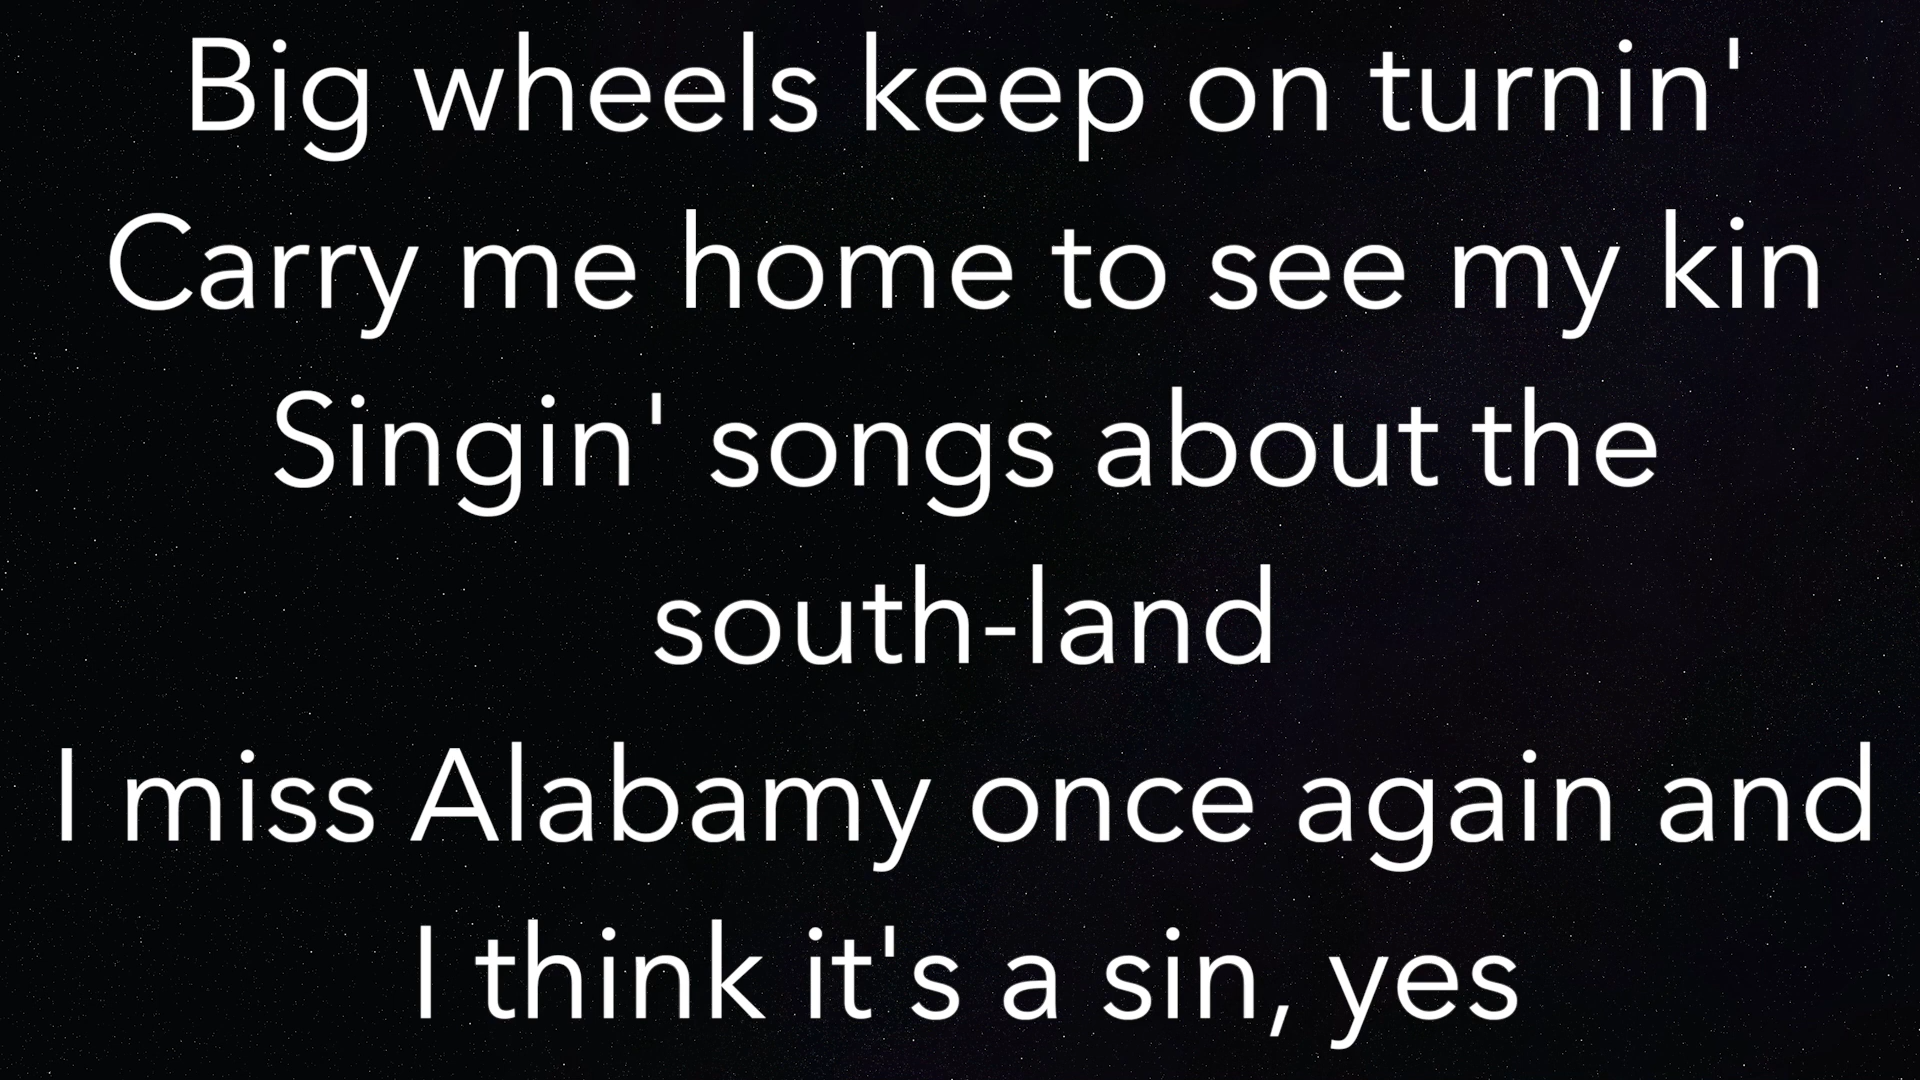 Big wheels keep on turnin'
Carry me home to see my kin
Singin' songs about the
south-land
I miss Alabamy once again and
I think it's a sin, yes